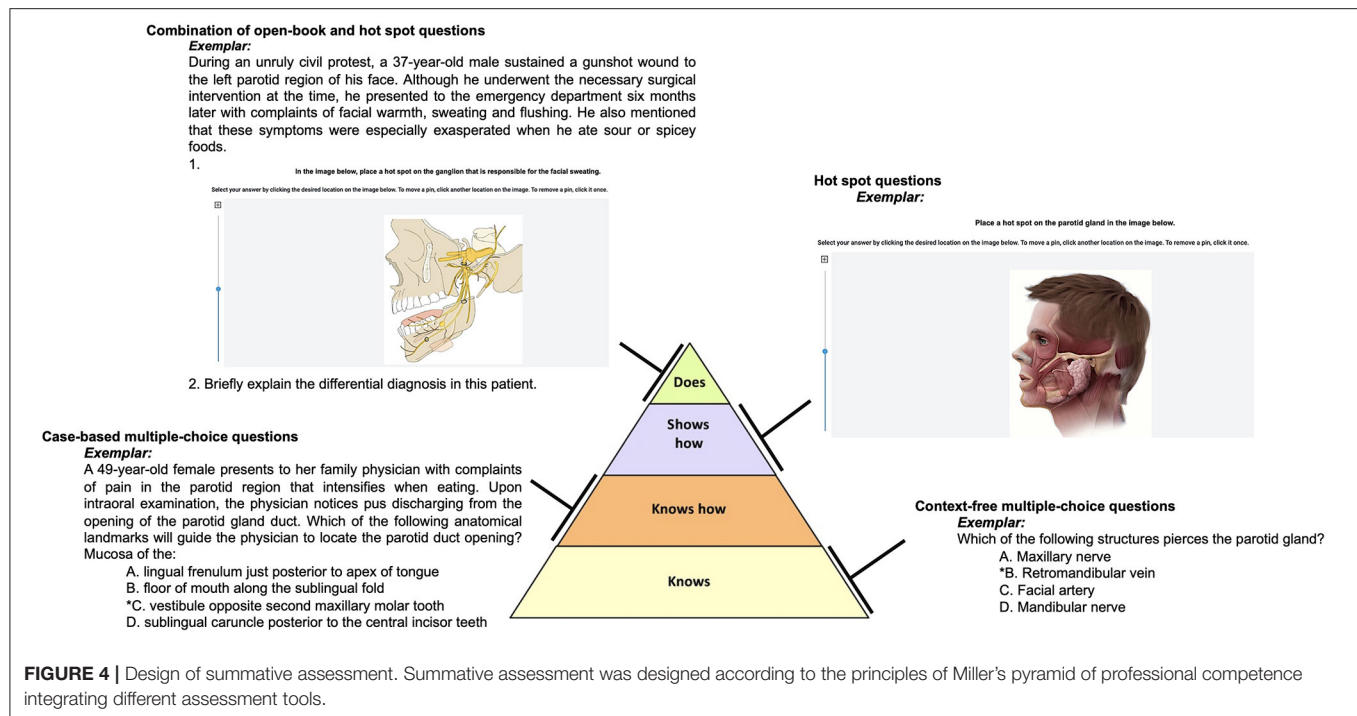 Combination of open-book and hot spot questions
Exemplar:
During an unruly civil protest, a 37-year-old male sustained a gunshot wound to
the left parotid region of his face. Although he underwent the necessary surgical
intervention at the time, he presented to the emergency department six months
later with complaints of facial warmth, sweating and flushing. He also mentioned
that these symptoms were especially exasperated when he ate sour or spicey
foods.
1.
In the image below, place a hot spot on the ganglion that is responsible for the facial sweating.
Select your answer by clicking the desired location on the image below. To move a pin, click another location on the image. To remove a pin, click it once.
2. Briefly explain the differential diagnosis in this patient.
Hot spot questions
Exemplar:
Place a hot spot on the parotid gland in the image below.
Select your answer by clicking the desired location on the image below. To move a pin, click another location on the image. To remove a pin, click it once.
Does
Shows
how
Knows how
Knows
Case-based multiple-choice questions
Exemplar:
A 49-year-old female presents to her family physician with complaints
of pain in the parotid region that intensifies when eating. Upon
intraoral examination, the physician notices pus discharging from the
opening of the parotid gland duct. Which of the following anatomical
landmarks will guide the physician to locate the parotid duct opening?
Mucosa of the:
A. lingual frenulum just posterior to apex of tongue
B. floor of mouth along the sublingual fold
*C. vestibule opposite second maxillary molar tooth
D. sublingual caruncle posterior to the central incisor teeth
Context-free multiple-choice questions
Exemplar:
Which of the following structures pierces the parotid gland?
A. Maxillary nerve
*B. Retromandibular vein
C. Facial artery
D. Mandibular nerve
FIGURE 4 | Design of summative assessment. Summative assessment was designed according to the principles of Miller's pyramid of professional competence
integrating different assessment tools.